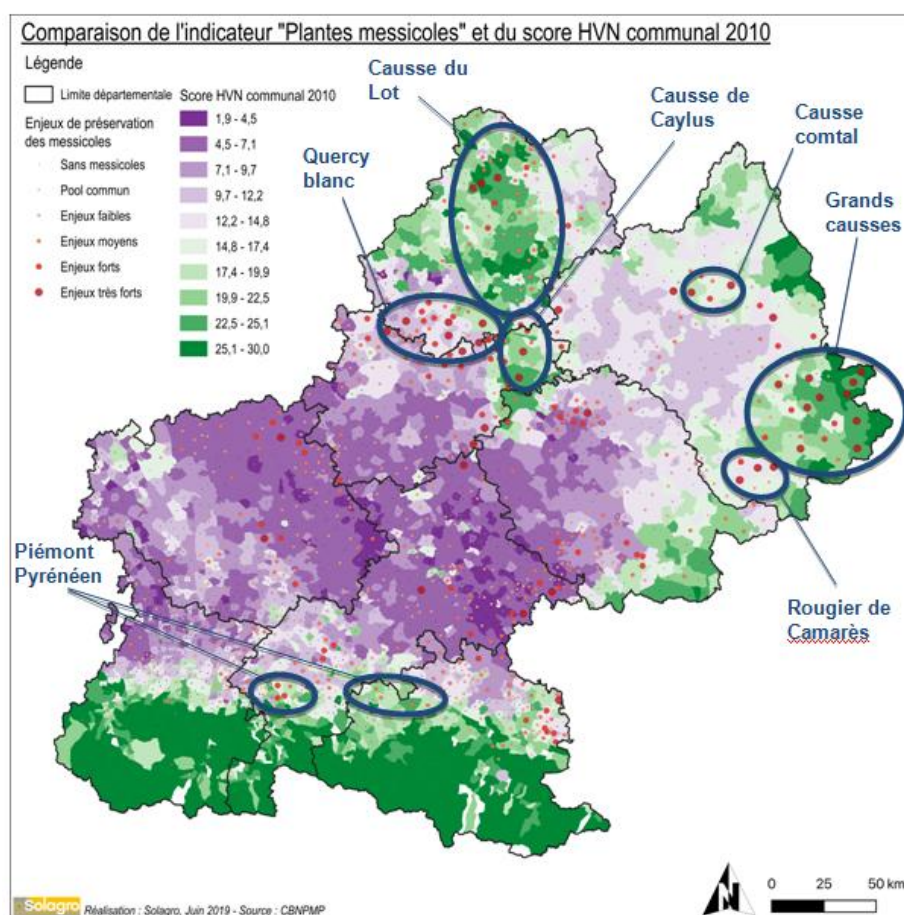 Comparaison de l'indicateur "Plantes messicoles" et du score HVN communal 2010
Légende
Limite départementale
Enjeux de préservation
des messicoles
Sans messicoles
Pool commun
Enjeux faibles
Enjeux moyens
Enjeux forts
Enjeux très forts
Score HVN communal 2010
1,9 - 4,5
4,5 - 7,1
7,1 - 9,7
9,7 - 12,2
12,2 - 14,8
14,8 - 17,4
17,4 - 19,9
19,9 - 22,5
22,5 - 25,1
25,1 - 30,0
Causse du
Lot
Causse de
Caylus
Causse
comtal
Quercy
blanc
Grands
causses
Piémont
Pyrénéen
Rougier de
Camarès
N
0 25 50 km
Solagro
Réalisation : Solagro, Juin 2019 - Source : CBNPMP